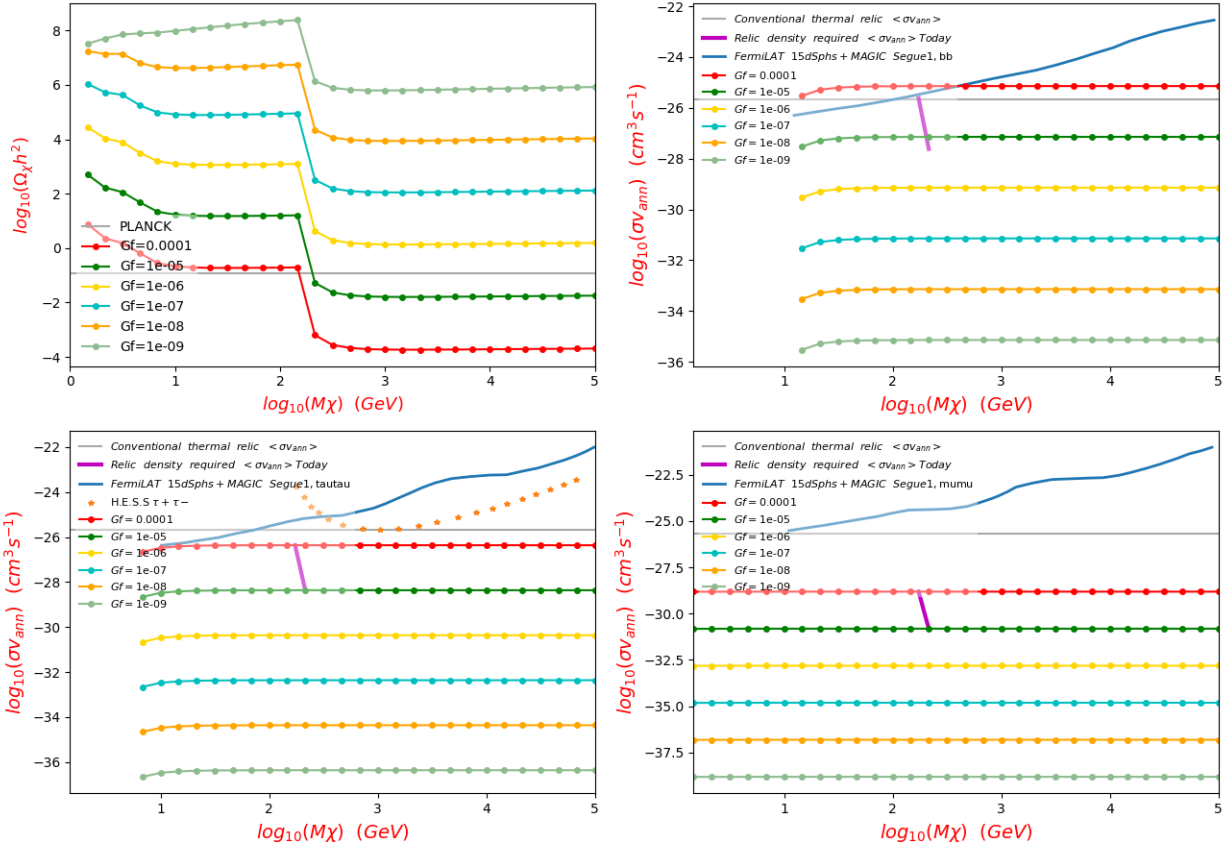 8
6
4
2
0
−2
−4
log10(Ωχh²)
PLANCK
Gf=0.0001
Gf=1e-05
Gf=1e-06
Gf=1e-07
Gf=1e-08
Gf=1e-09
0 1 2 3 4 5
log10(Mχ) (GeV)
−22
−24
−26
−28
−30
−32
−34
−36
log10(σvann) (cm³s⁻¹)
Conventional thermal relic <σvann>
Relic density required <σvann> Today
FermiLAT 15dSphs+MAGIC Segue1, bb
Gf = 0.0001
Gf = 1e-05
Gf = 1e-06
Gf = 1e-07
Gf = 1e-08
Gf = 1e-09
1 2 3 4 5
log10(Mχ) (GeV)
−22
−24
−26
−28
−30
−32
−34
−36
log10(σvann) (cm³s⁻¹)
Conventional thermal relic <σvann>
Relic density required <σvann> Today
FermiLAT 15dSphs+MAGIC Segue1, tautau
H.E.S.S τ+τ−
Gf = 0.0001
Gf = 1e-05
Gf = 1e-06
Gf = 1e-07
Gf = 1e-08
Gf = 1e-09
1 2 3 4 5
log10(Mχ) (GeV)
−22.5
−25.0
−27.5
−30.0
−32.5
−35.0
−37.5
log10(σvann) (cm³s⁻¹)
Conventional thermal relic <σvann>
Relic density required <σvann> Today
FermiLAT 15dSphs+MAGIC Segue1, mumu
Gf = 0.0001
Gf = 1e-05
Gf = 1e-06
Gf = 1e-07
Gf = 1e-08
Gf = 1e-09
1 2 3 4 5
log10(Mχ) (GeV)